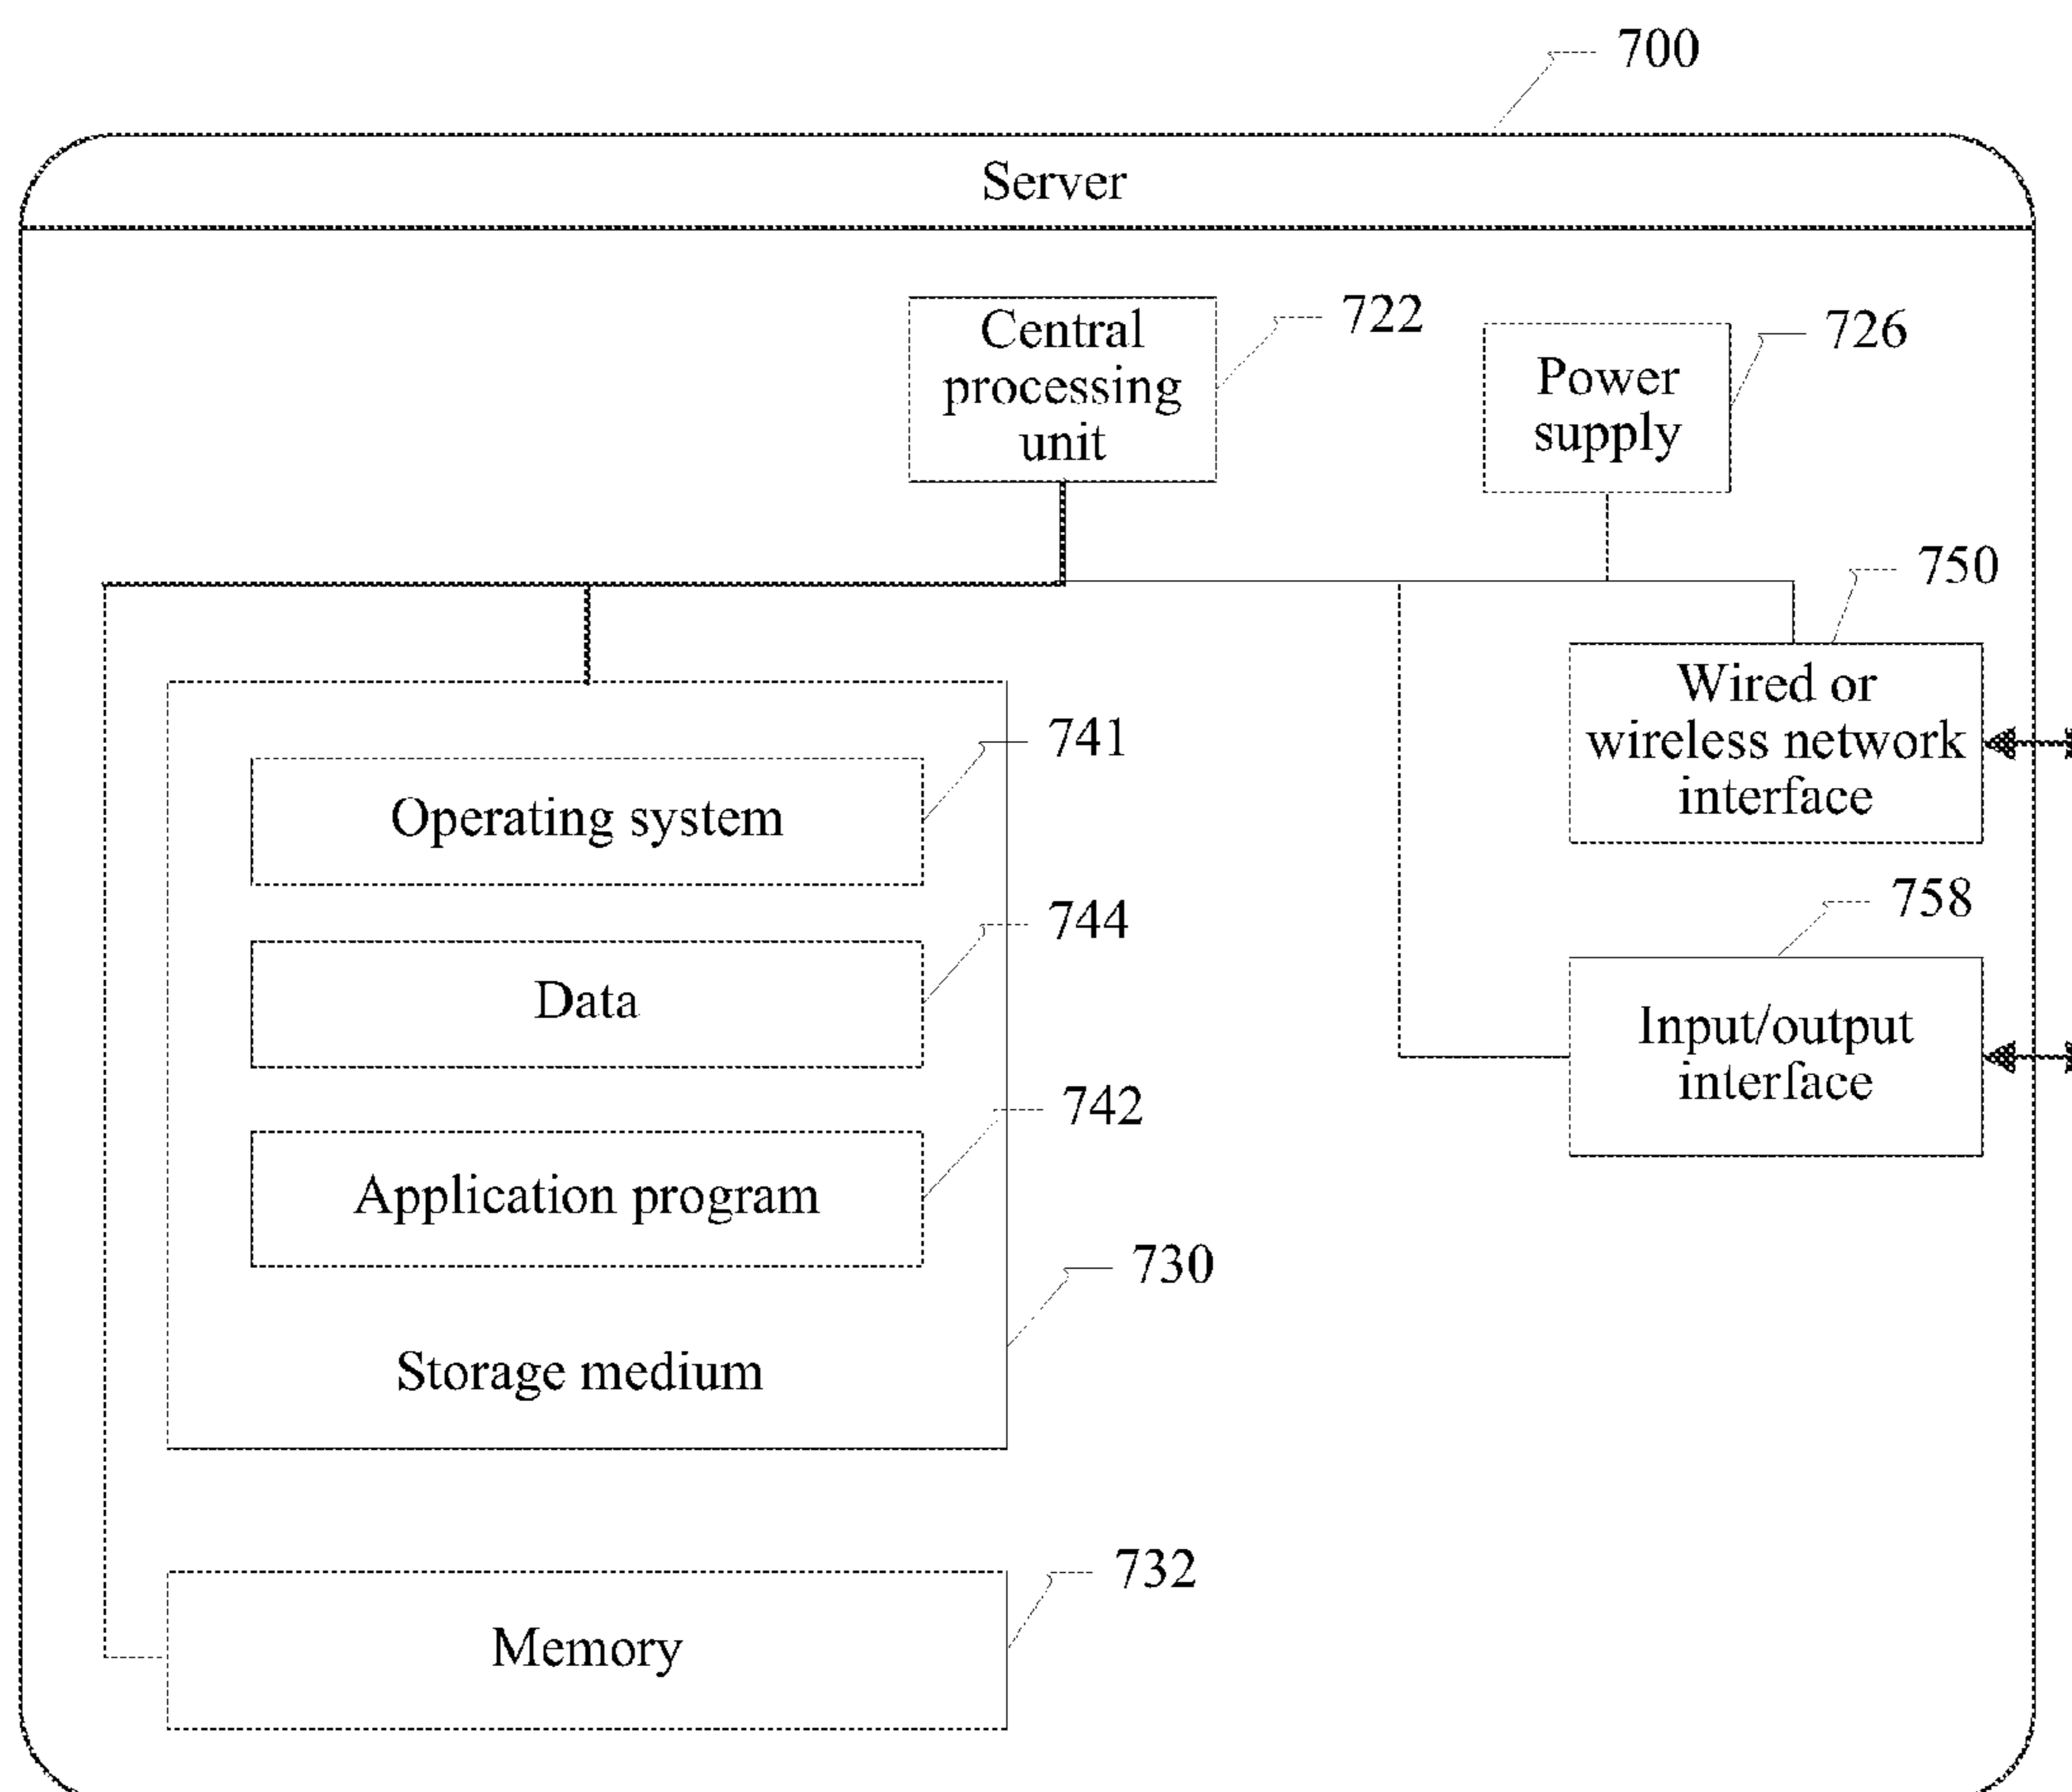 700
Server
Central
processing
unit
722
Power
supply
726
750
Wired or
wireless network
interface
741
Operating system
744
Data
758
Input/output
interface
742
Application program
730
Storage medium
732
Memory